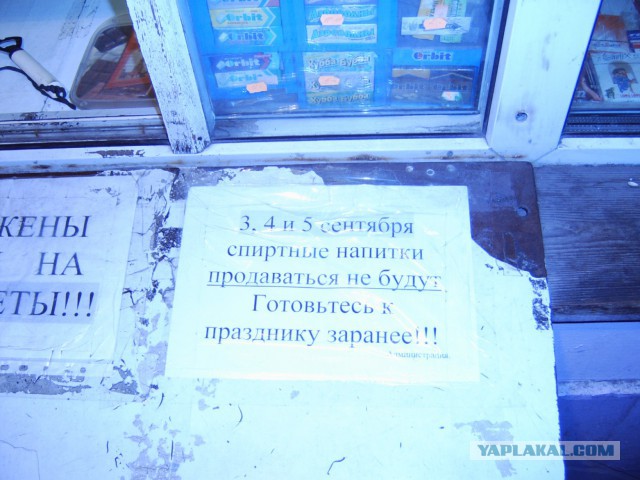 Orbit
Orbit
Orbit
ЖЕНЫ
НА
ЕТЫ!!!
3, 4 и 5 сентября
спиртные напитки
продаваться не будут.
Готовьтесь к
празднику заранее!!!
Администрация.
YAPLAKAL.COM